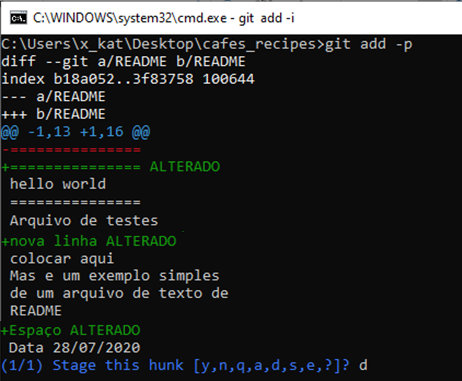 C:\WINDOWS\system32\cmd.exe - git add -i
C:\Users\x_kat\Desktop\cafes_recipes>git add -p
diff --git a/README b/README
index b18a052..3f83758 100644
--- a/README
+++ b/README
@@ -1,13 +1,16 @@
-===============
+=============== ALTERADO
 hello world
 ===============
 Arquivo de testes
+nova linha ALTERADO
 colocar aqui
 Mas e um exemplo simples
 de um arquivo de texto de
 README
+Espaço ALTERADO
 Data 28/07/2020
(1/1) Stage this hunk [y,n,q,a,d,s,e,?]? d